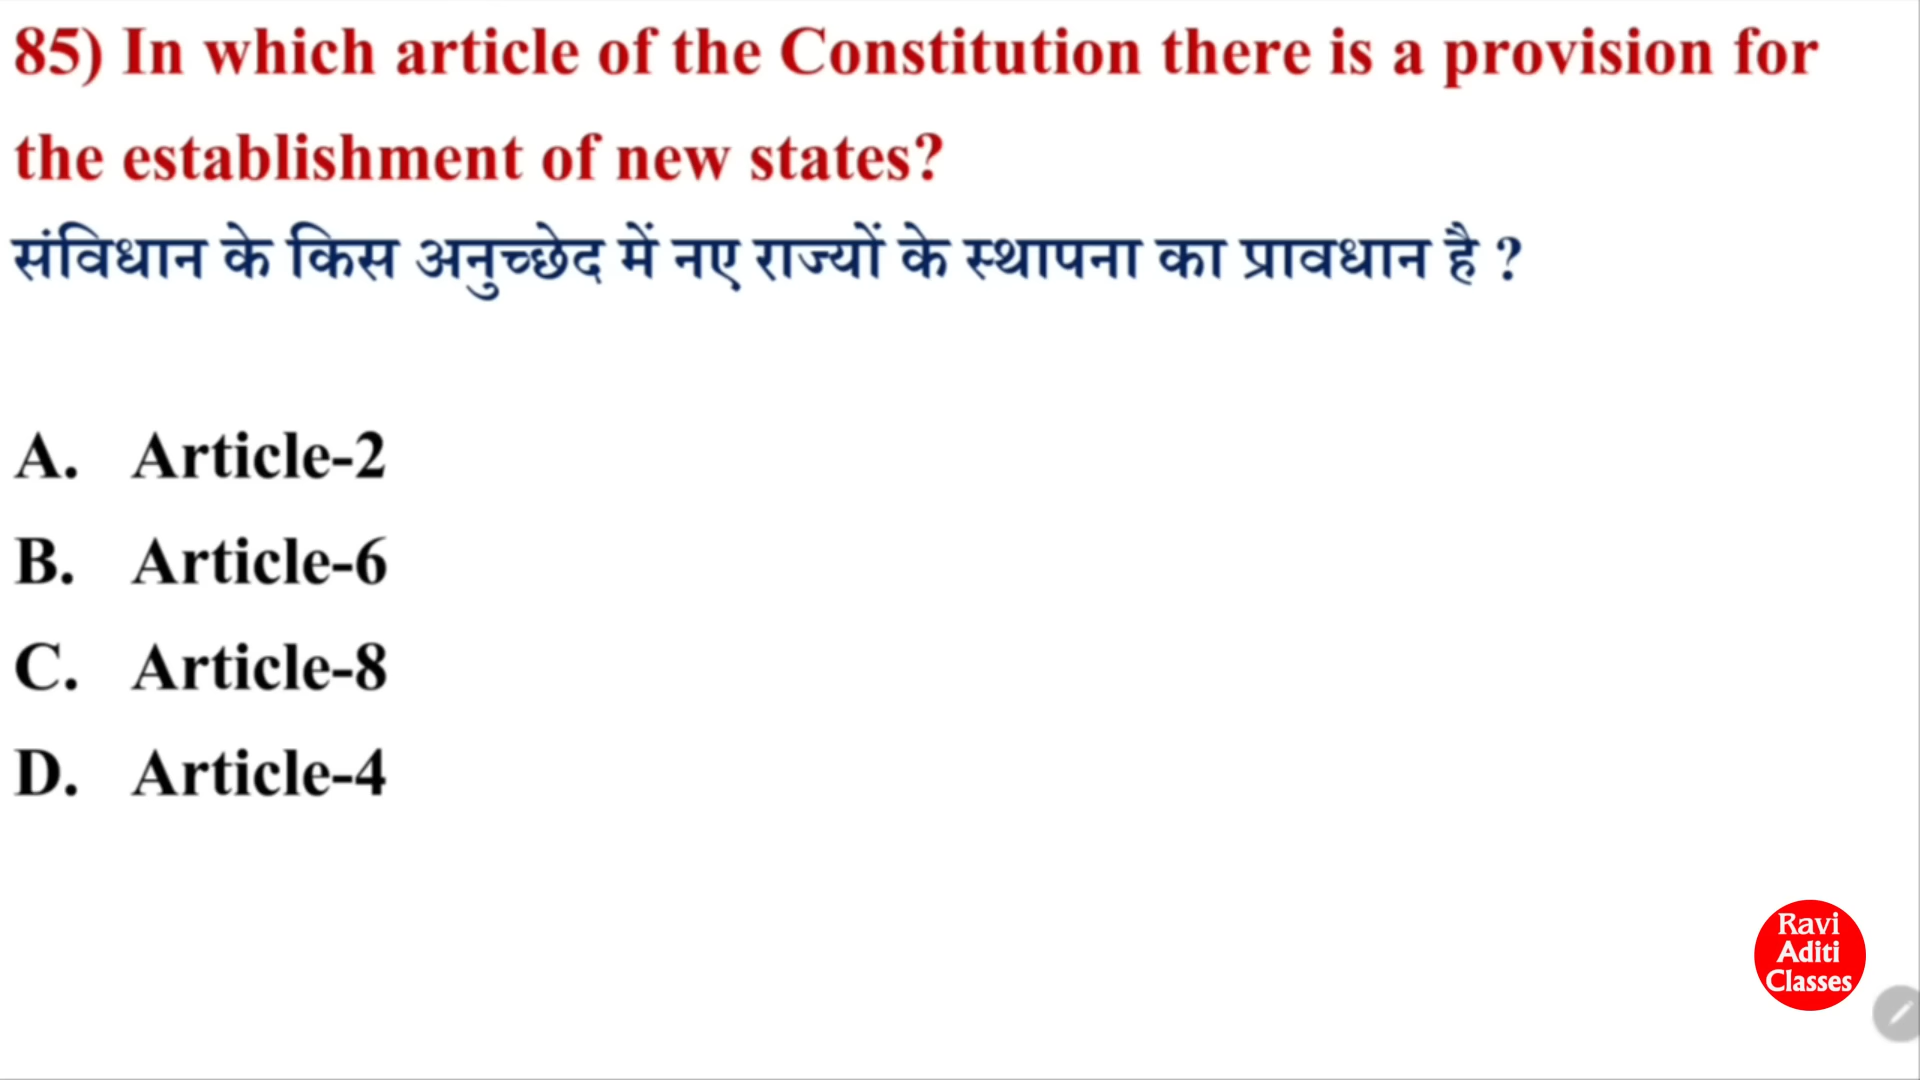 85) In which article of the Constitution there is a provision for
the establishment of new states?
संविधान के किस अनुच्छेद में नए राज्यों के स्थापना का प्रावधान है ?
A. Article-2
B. Article-6
C. Article-8
D. Article-4
Ravi
Aditi
Classes